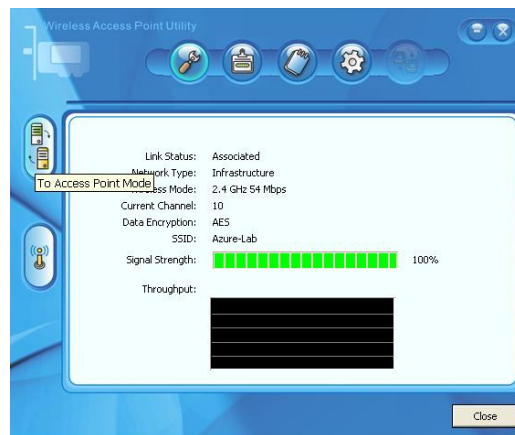 Wireless Access Point Utility
Link Status: Associated
Network Type: Infrastructure
To Access Point Mode
Mode: 2.4 GHz 54 Mbps
Current Channel: 10
Data Encryption: AES
SSID: Azure-Lab
Signal Strength: 100%
Throughput:
Close